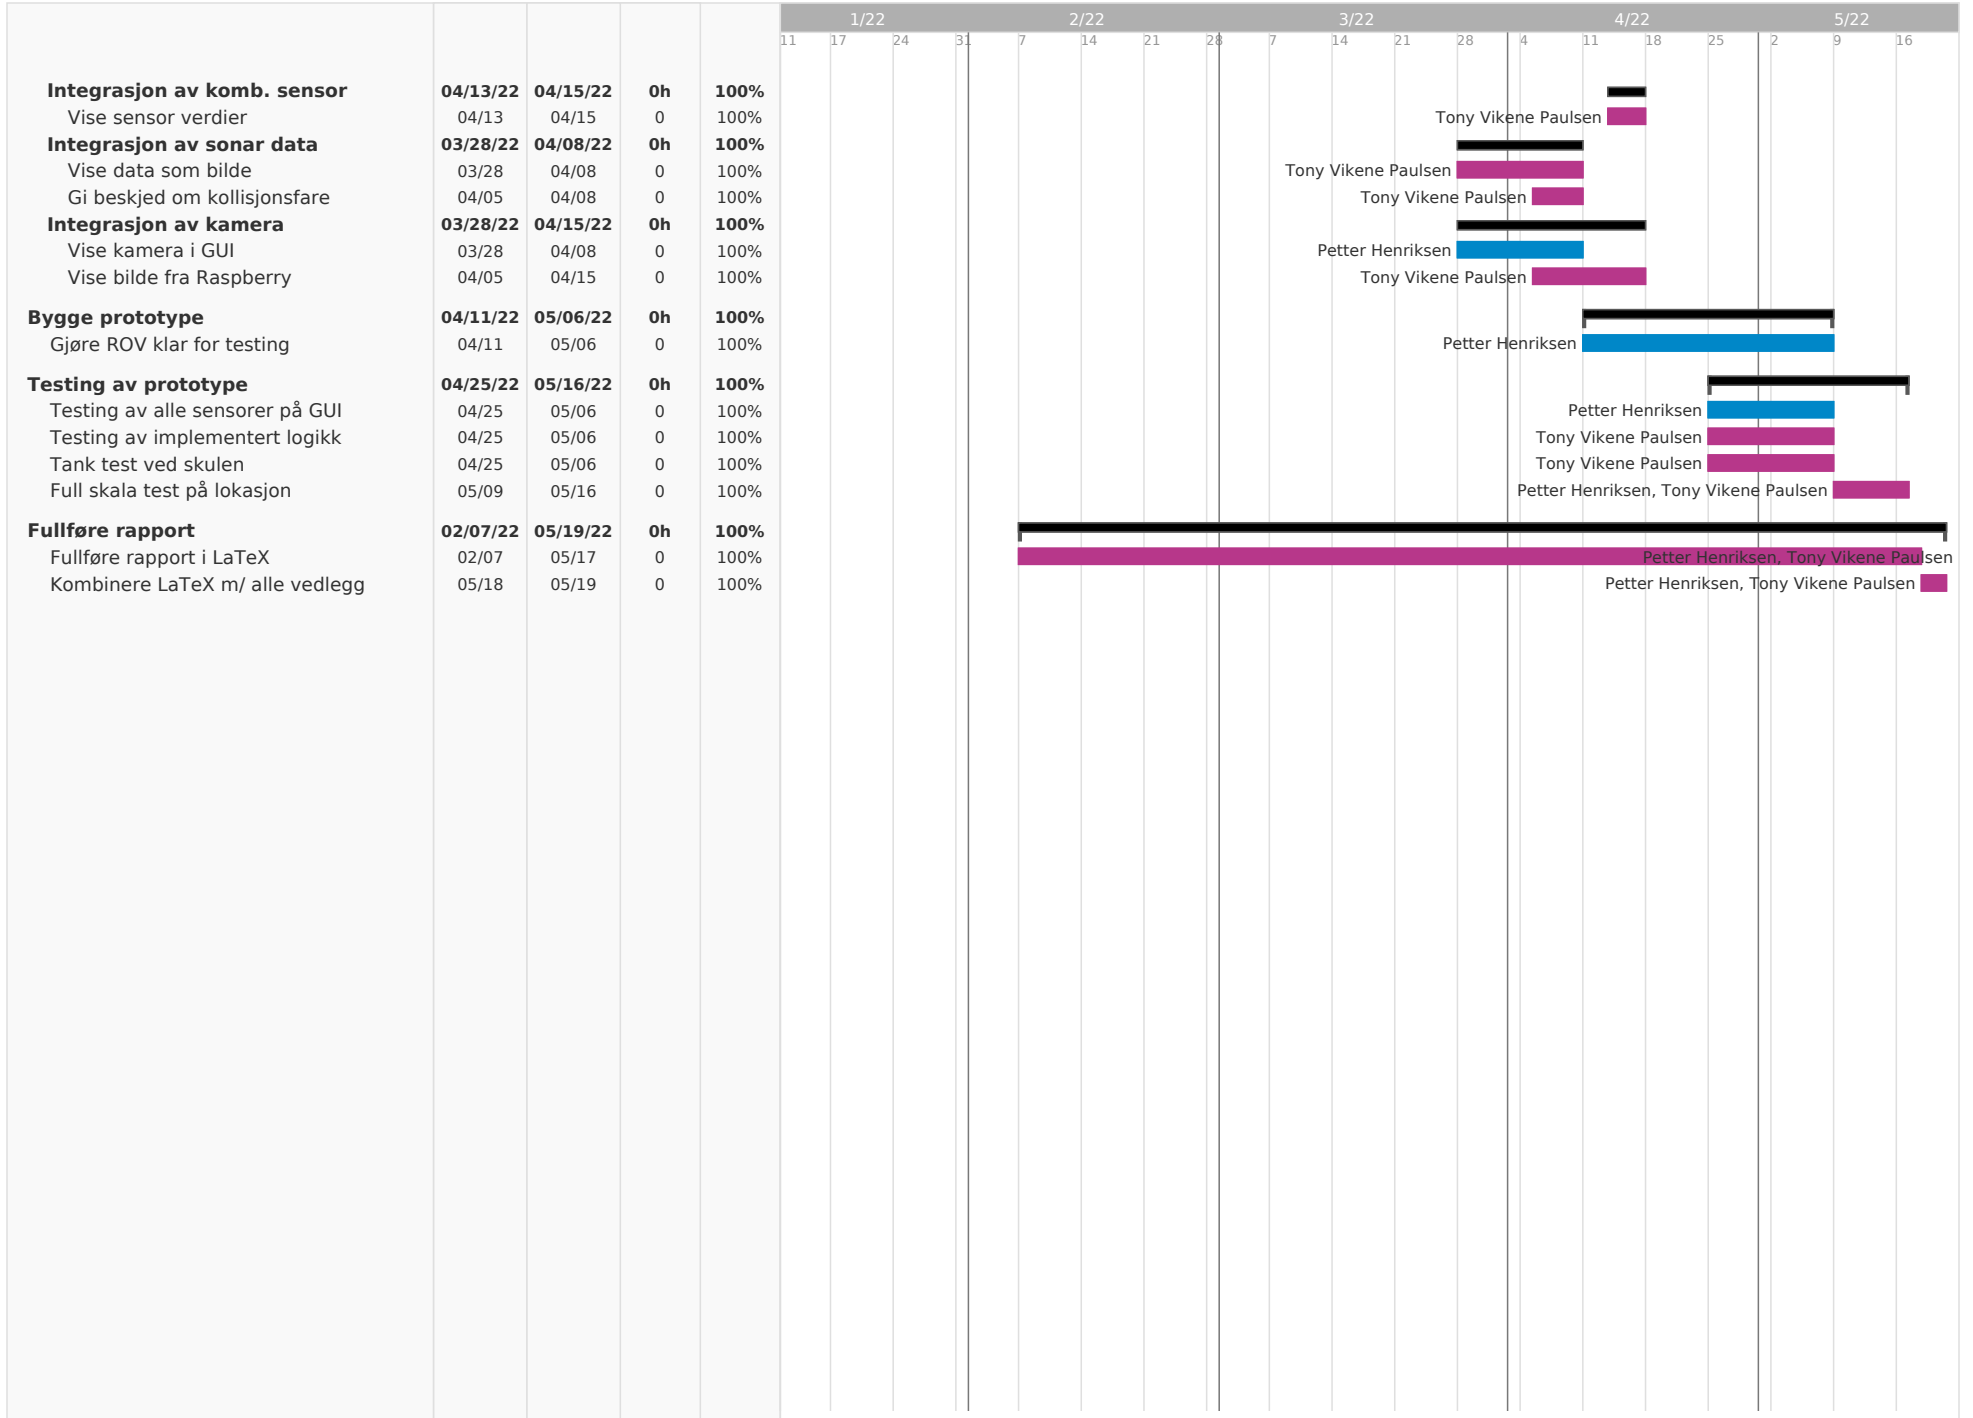 1/22 2/22 3/22 4/22 5/22
11 17 24 31 7 14 21 28 7 14 21 28 4 11 18 25 2 9 16
Integrasjon av komb. sensor 04/13/22 04/15/22 0h 100%
Vise sensor verdier 04/13 04/15 0 100% Tony Vikene Paulsen
Integrasjon av sonar data 03/28/22 04/08/22 0h 100%
Vise data som bilde 03/28 04/08 0 100% Tony Vikene Paulsen
Gi beskjed om kollisjonsfare 04/05 04/08 0 100% Tony Vikene Paulsen
Integrasjon av kamera 03/28/22 04/15/22 0h 100%
Vise kamera i GUI 03/28 04/08 0 100% Petter Henriksen
Vise bilde fra Raspberry 04/05 04/15 0 100% Tony Vikene Paulsen
Bygge prototype 04/11/22 05/06/22 0h 100%
Gjøre ROV klar for testing 04/11 05/06 0 100% Petter Henriksen
Testing av prototype 04/25/22 05/16/22 0h 100%
Testing av alle sensorer på GUI 04/25 05/06 0 100% Petter Henriksen
Testing av implementert logikk 04/25 05/06 0 100% Tony Vikene Paulsen
Tank test ved skulen 04/25 05/06 0 100% Tony Vikene Paulsen
Full skala test på lokasjon 05/09 05/16 0 100% Petter Henriksen, Tony Vikene Paulsen
Fullføre rapport 02/07/22 05/19/22 0h 100%
Fullføre rapport i LaTeX 02/07 05/17 0 100% Petter Henriksen, Tony Vikene Paulsen
Kombinere LaTeX m/ alle vedlegg 05/18 05/19 0 100% Petter Henriksen, Tony Vikene Paulsen